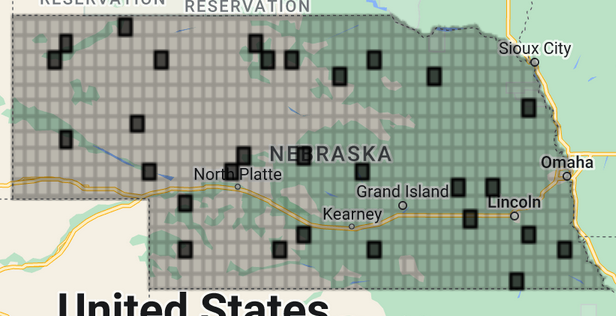 RESERVATION
RESERVATION
Sioux City
NEBRASKA
Omaha
North Platte
Grand Island
Lincoln
Kearney
United States